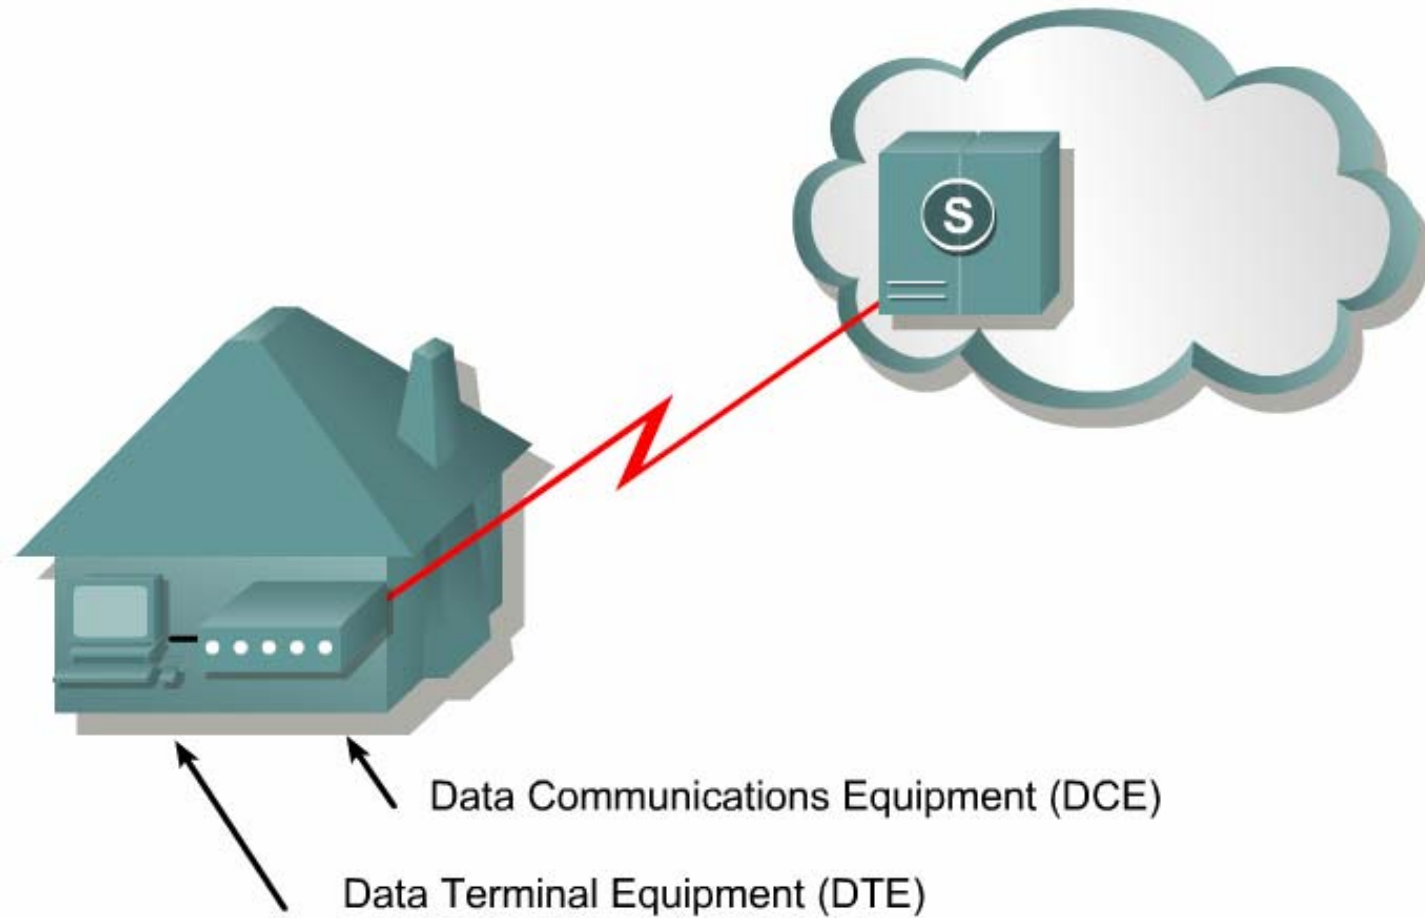 S
Data Communications Equipment (DCE)
Data Terminal Equipment (DTE)